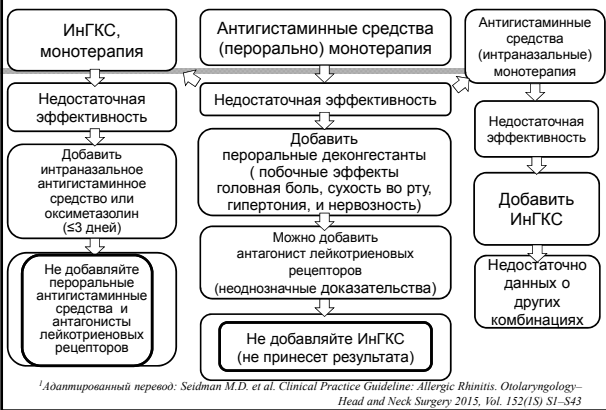 ИнГКС,
монотерапия
Недостаточная
эффективность
Добавить
интраназальное
антигистаминное
средство или
оксиметазолин
(≤3 дней)
Не добавляйте
пероральные
антигистаминные
средства и
антагонисты
лейкотриеновых
рецепторов
Антигистаминные средства
(перорально) монотерапия
Недостаточная эффективность
Добавить
пероральные деконгестанты
( побочные эффекты
головная боль, сухость во рту,
гипертония, и нервозность)
Можно добавить
антагонист лейкотриеновых
рецепторов
(неоднозначные доказательства)
Не добавляйте ИнГКС
(не принесет результата)
Антигистаминные
средства
(интраназальные)
монотерапия
Недостаточная
эффективность
Добавить
ИнГКС
Недостаточно
данных о
других
комбинациях
1Адаптированный перевод: Seidman M.D. et al. Clinical Practice Guideline: Allergic Rhinitis. Otolaryngology–
Head and Neck Surgery 2015, Vol. 152(1S) S1–S43